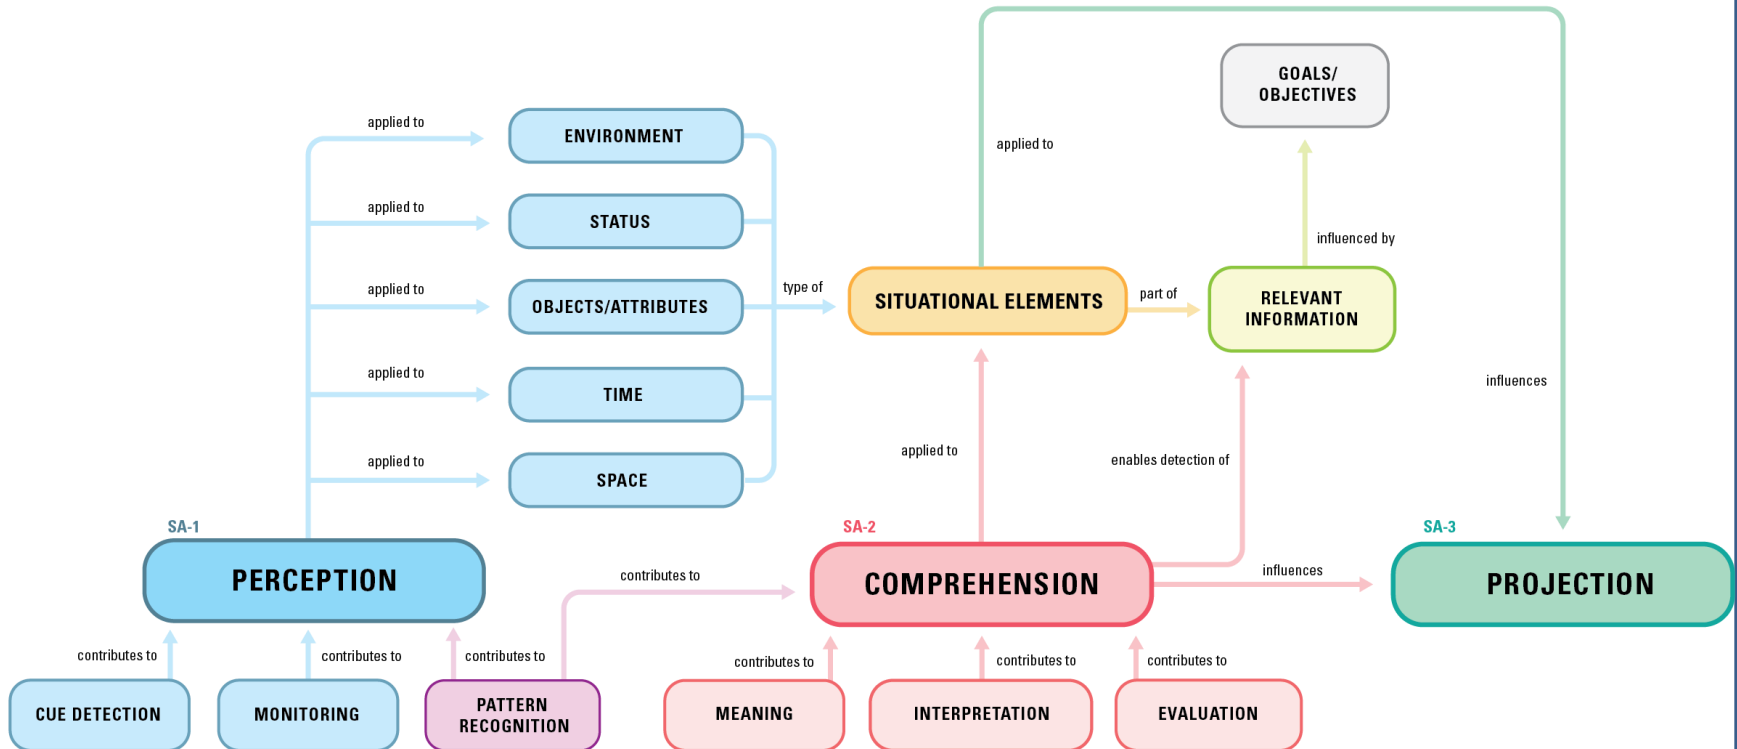 GOALS/
OBJECTIVES
applied to
ENVIRONMENT
applied to
applied to
STATUS
influenced by
applied to
OBJECTS/ATTRIBUTES
type of
SITUATIONAL ELEMENTS
part of
RELEVANT
INFORMATION
applied to
TIME
influences
applied to
SPACE
applied to
enables detection of
SA-1
PERCEPTION
SA-2
COMPREHENSION
SA-3
PROJECTION
contributes to
influences
contributes to
contributes to
contributes to
contributes to
contributes to
contributes to
CUE DETECTION
MONITORING
PATTERN
RECOGNITION
MEANING
INTERPRETATION
EVALUATION